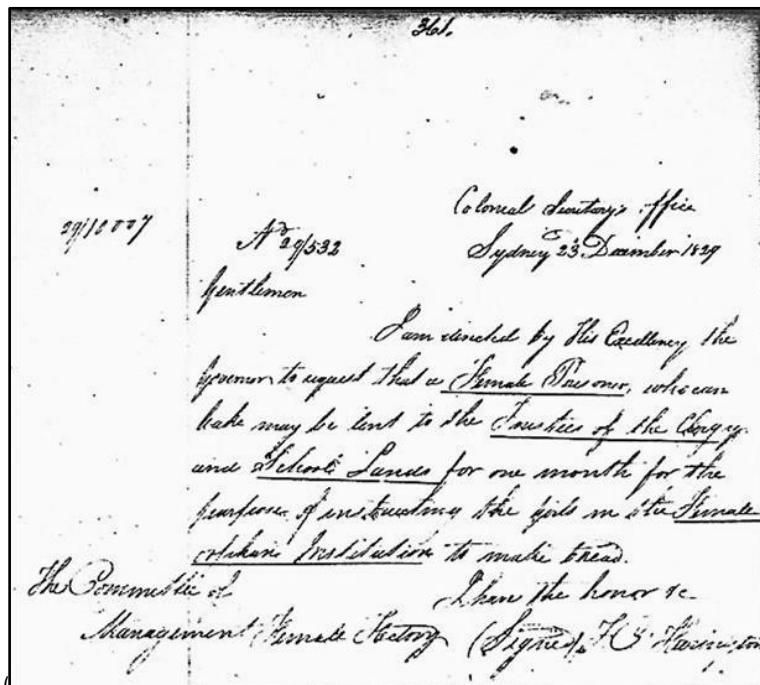 361.
Colonial Secretary's Office
29/10007
No 29/532
Sydney 23 December 1829
Gentlemen
I am directed by His Excellency the
Governor to request that a Female Prisoner, who can
bake may be lent to the Trustees of the Clergy
and School Lands for one month for the
purpose of instructing the girls in the Female
Orphan Institution to make bread.
The Committee of
I have the honor &c
Management Female Factory
(Signed) Harington